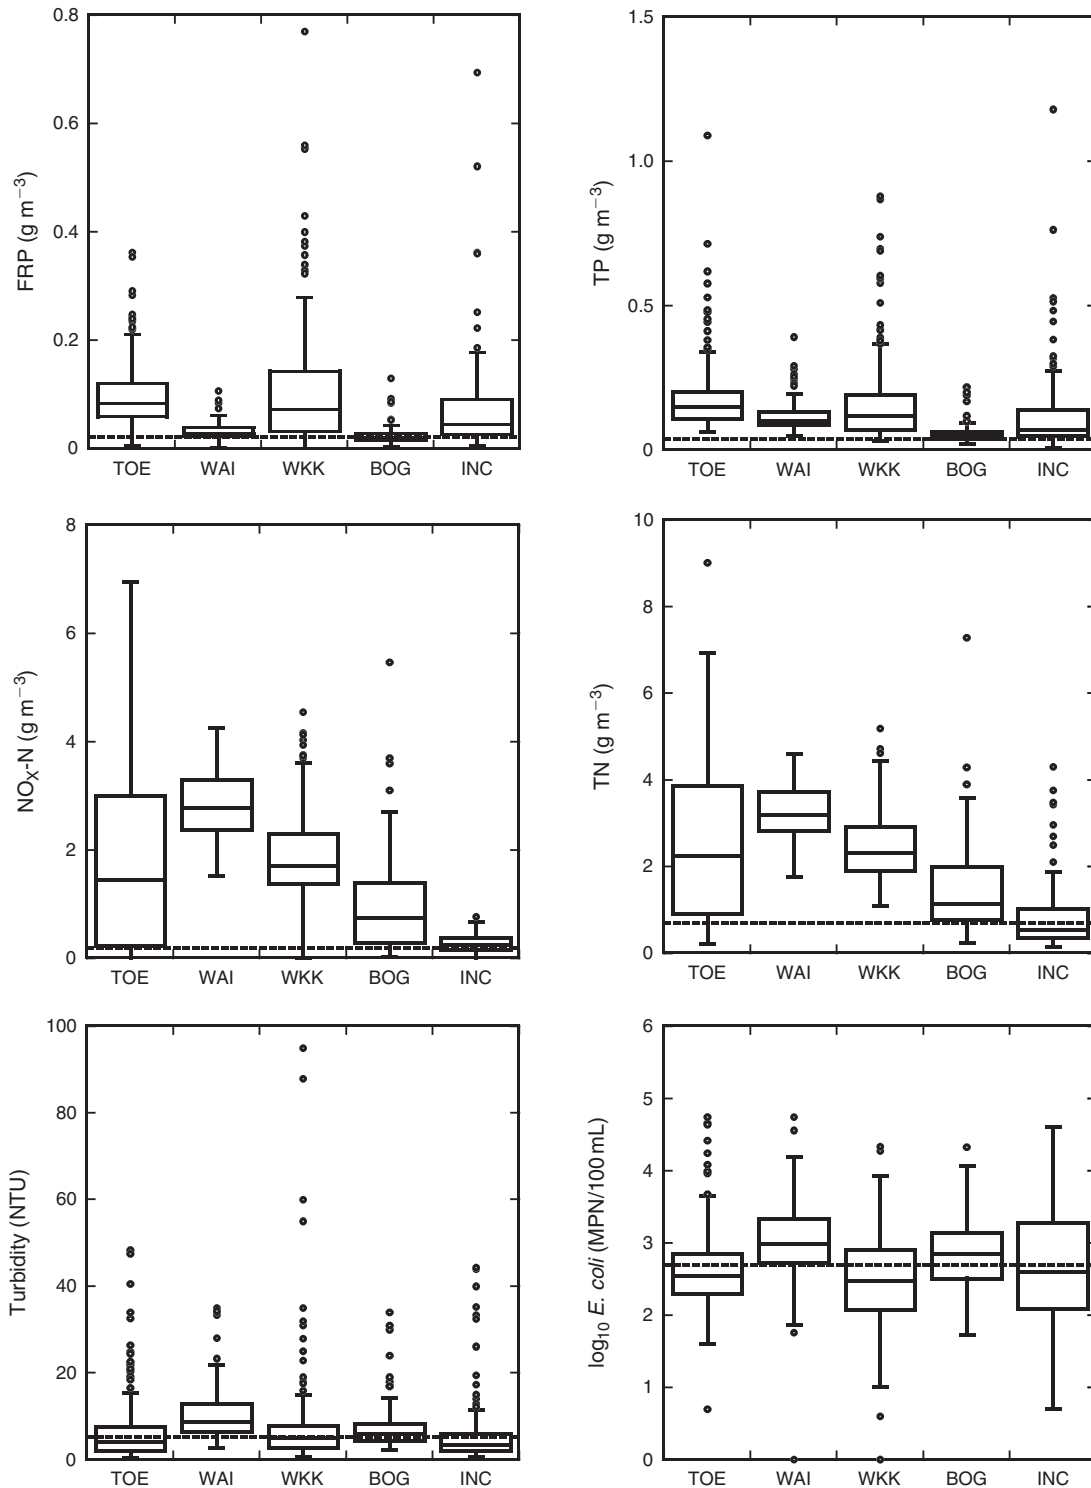 0.8
0.6
0.4
0.2
0
FRP (g m−3)
TOE WAI WKK BOG INC
1.5
1.0
0.5
0
TP (g m−3)
TOE WAI WKK BOG INC
8
6
4
2
0
NOX-N (g m−3)
TOE WAI WKK BOG INC
10
8
6
4
2
0
TN (g m−3)
TOE WAI WKK BOG INC
100
80
60
40
20
0
Turbidity (NTU)
TOE WAI WKK BOG INC
6
5
4
3
2
1
0
log10 E. coli (MPN/100 mL)
TOE WAI WKK BOG INC